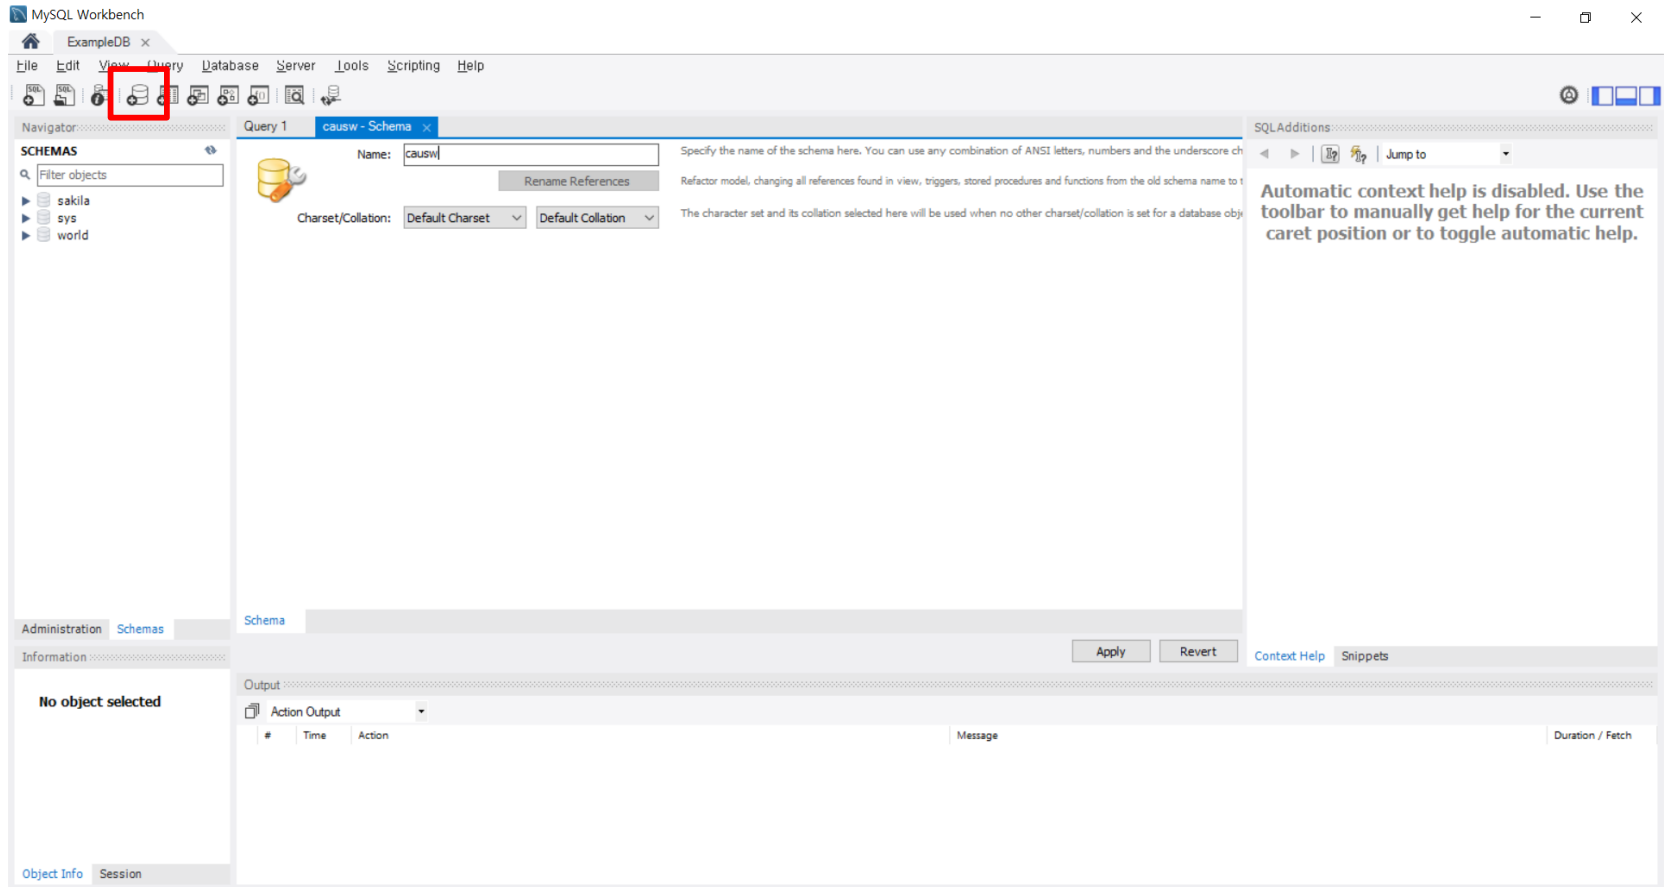 MySQL Workbench
ExampleDB
File Edit View Query Database Server Tools Scripting Help
Navigator
SCHEMAS
Filter objects
sakila
sys
world
Administration Schemas
Information
No object selected
Object Info Session
Query 1 causw - Schema
Name: causw
Specify the name of the schema here. You can use any combination of ANSI letters, numbers and the underscore ch
Rename References
Refactor model, changing all references found in view, triggers, stored procedures and functions from the old schema name to t
Charset/Collation: Default Charset Default Collation
The character set and its collation selected here will be used when no other charset/collation is set for a database obj
Schema
Apply Revert
SQLAdditions
Jump to
Automatic context help is disabled. Use the
toolbar to manually get help for the current
caret position or to toggle automatic help.
Context Help Snippets
Output
Action Output
# Time Action Message Duration / Fetch